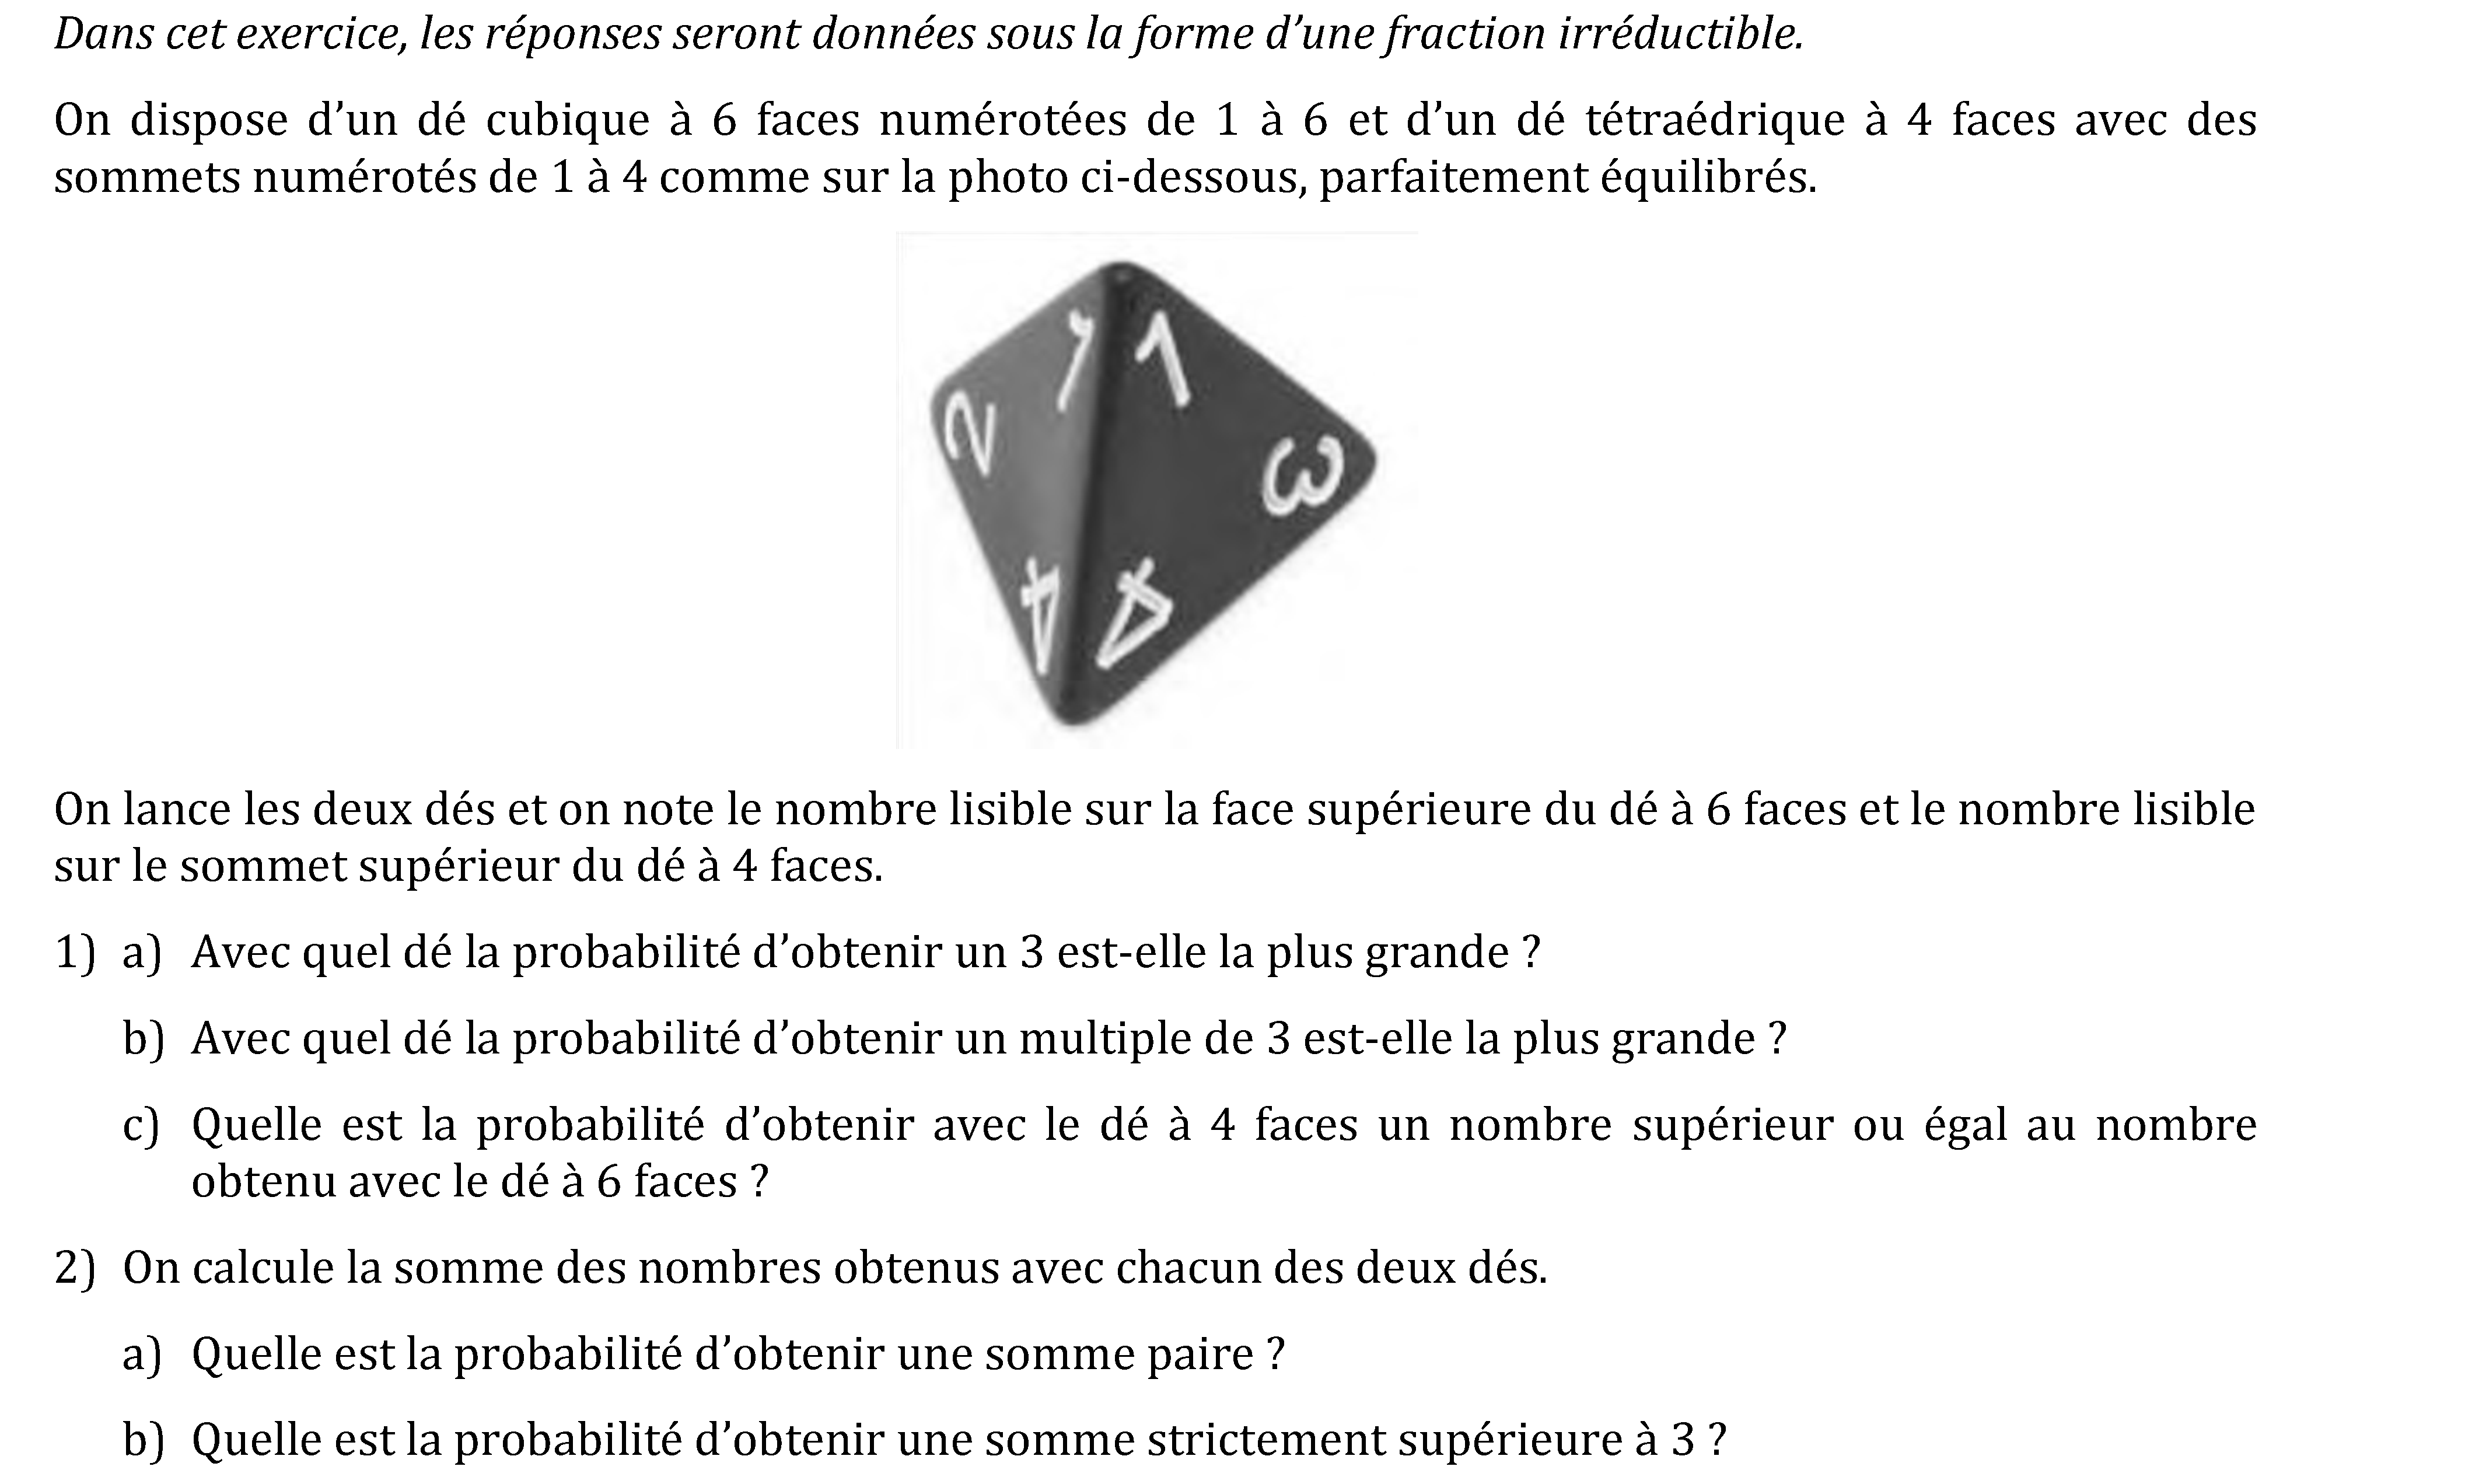 Dans cet exercice, les réponses seront données sous la forme d’une fraction irréductible.
On dispose d’un dé cubique à 6 faces numérotées de 1 à 6 et d’un dé tétraédrique à 4 faces avec des
sommets numérotés de 1 à 4 comme sur la photo ci-dessous, parfaitement équilibrés.
1 1
2
3
4 4
On lance les deux dés et on note le nombre lisible sur la face supérieure du dé à 6 faces et le nombre lisible
sur le sommet supérieur du dé à 4 faces.
1) a) Avec quel dé la probabilité d’obtenir un 3 est-elle la plus grande ?
b) Avec quel dé la probabilité d’obtenir un multiple de 3 est-elle la plus grande ?
c) Quelle est la probabilité d’obtenir avec le dé à 4 faces un nombre supérieur ou égal au nombre
obtenu avec le dé à 6 faces ?
2) On calcule la somme des nombres obtenus avec chacun des deux dés.
a) Quelle est la probabilité d’obtenir une somme paire ?
b) Quelle est la probabilité d’obtenir une somme strictement supérieure à 3 ?